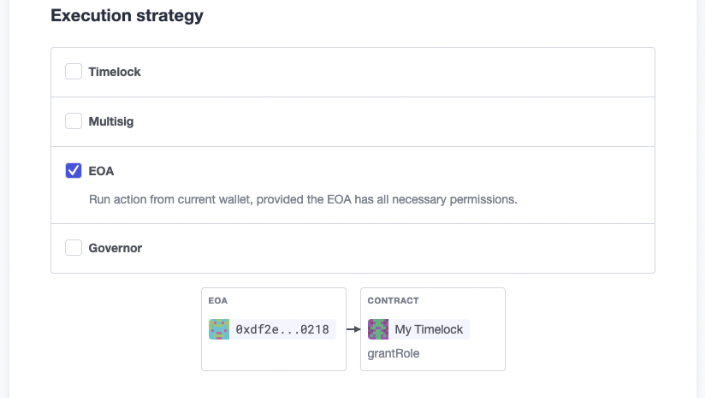 Execution strategy
Timelock
Multisig
EOA
Run action from current wallet, provided the EOA has all necessary permissions.
Governor
EOA
0xdf2e...0218
CONTRACT
My Timelock
grantRole